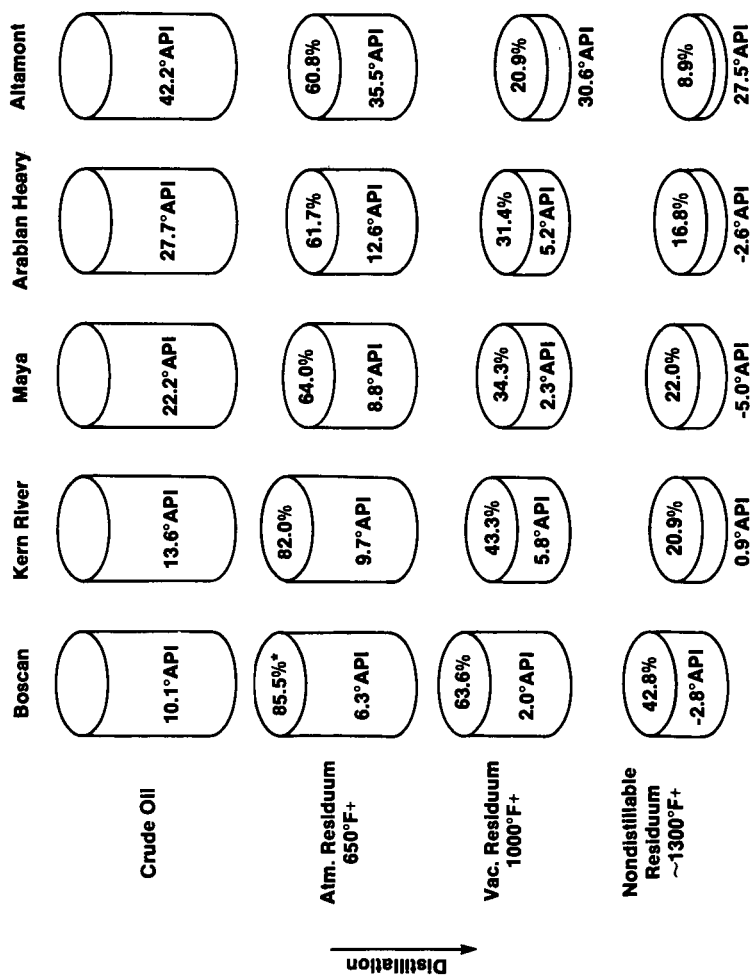 Boscan Kern River Maya Arabian Heavy Altamont
Crude Oil
10.1°API 13.6°API 22.2°API 27.7°API 42.2°API
Atm. Residuum
650°F+
85.5%* 82.0% 64.0% 61.7% 60.8%
6.3°API 9.7°API 8.8°API 12.6°API 35.5°API
Vac. Residuum
1000°F+
63.6% 43.3% 34.3% 31.4% 20.9%
2.0°API 5.8°API 2.3°API 5.2°API 30.6°API
Nondistillable
Residuum
~1300°F+
42.8% 20.9% 22.0% 16.8% 8.9%
-2.8°API 0.9°API -5.0°API -2.6°API 27.5°API
Distillation